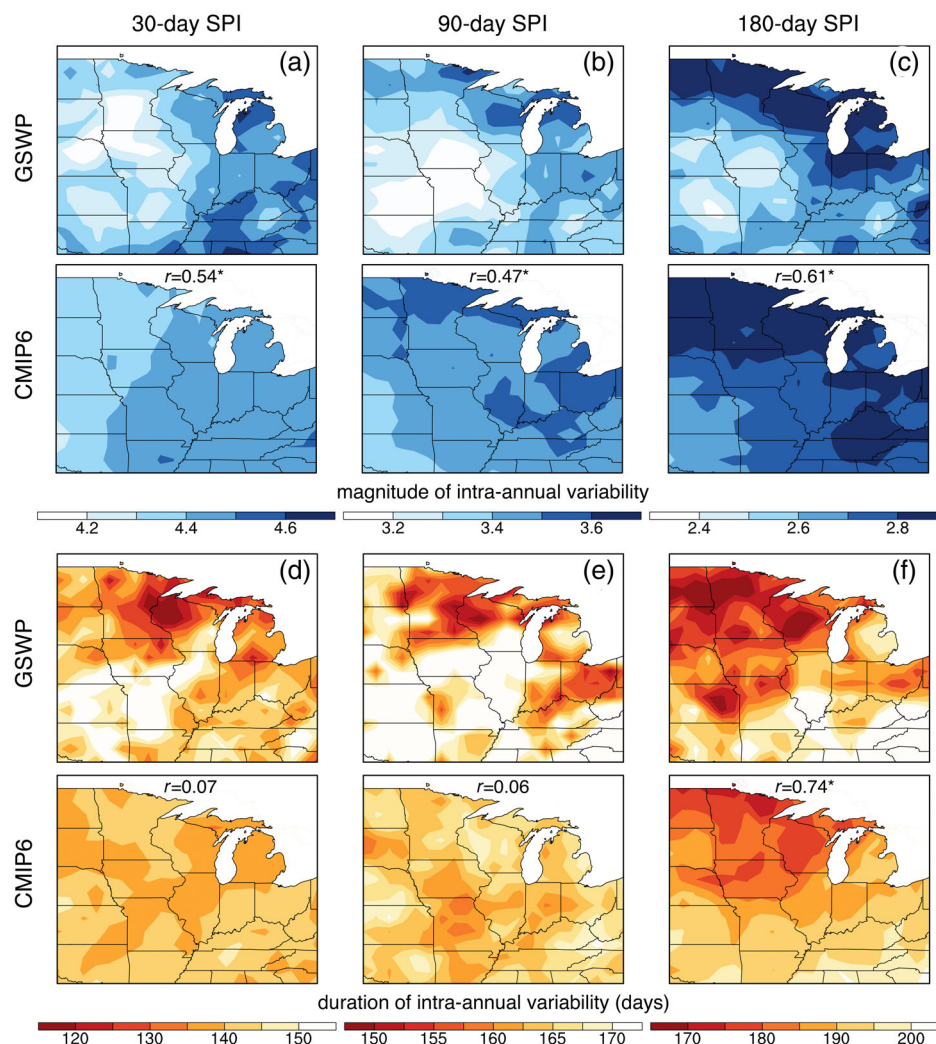 30-day SPI 90-day SPI 180-day SPI
(a) (b) (c)
GSWP
r=0.54* r=0.47* r=0.61*
CMIP6
magnitude of intra-annual variability
4.2 4.4 4.6 3.2 3.4 3.6 2.4 2.6 2.8
(d) (e) (f)
GSWP
r=0.07 r=0.06 r=0.74*
CMIP6
duration of intra-annual variability (days)
120 130 140 150 150 155 160 165 170 170 180 190 200